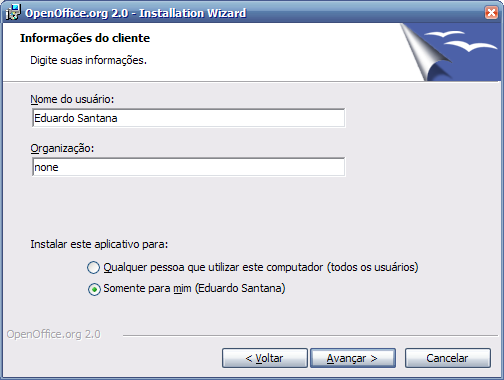 OpenOffice.org 2.0 - Installation Wizard
Informações do cliente
Digite suas informações.
Nome do usuário:
Eduardo Santana
Organização:
none
Instalar este aplicativo para:
Qualquer pessoa que utilizar este computador (todos os usuários)
Somente para mim (Eduardo Santana)
OpenOffice.org 2.0
< Voltar
Avançar >
Cancelar